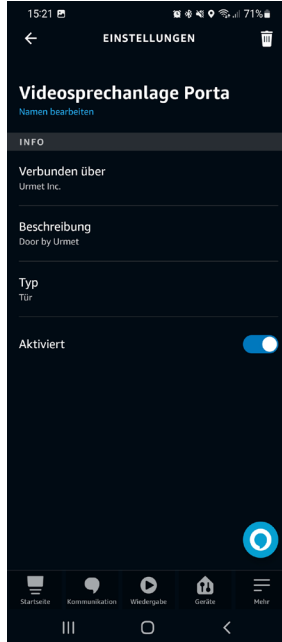 15:21 71%
EINSTELLUNGEN
Videosprechanlage Porta
Namen bearbeiten
INFO
Verbunden über
Urmet Inc.
Beschreibung
Door by Urmet
Typ
Tür
Aktiviert
Startseite Kommunikation Wiedergabe Geräte Mehr